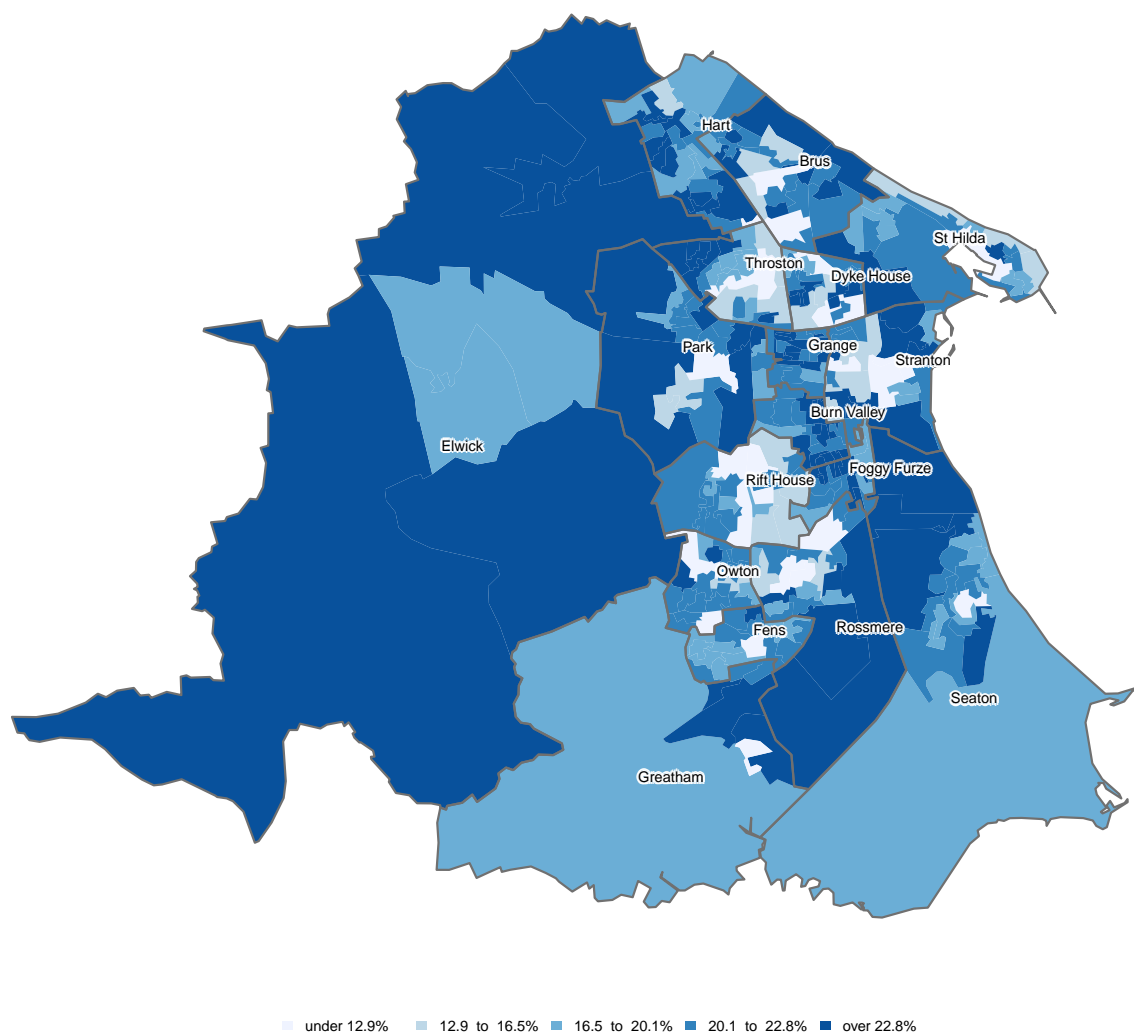 Hart
Brus
St Hilda
Throston
Dyke House
Park
Grange
Stranton
Burn Valley
Elwick
Foggy Furze
Rift House
Owton
Fens
Rossmere
Seaton
Greatham
under 12.9% 12.9 to 16.5% 16.5 to 20.1% 20.1 to 22.8% over 22.8%